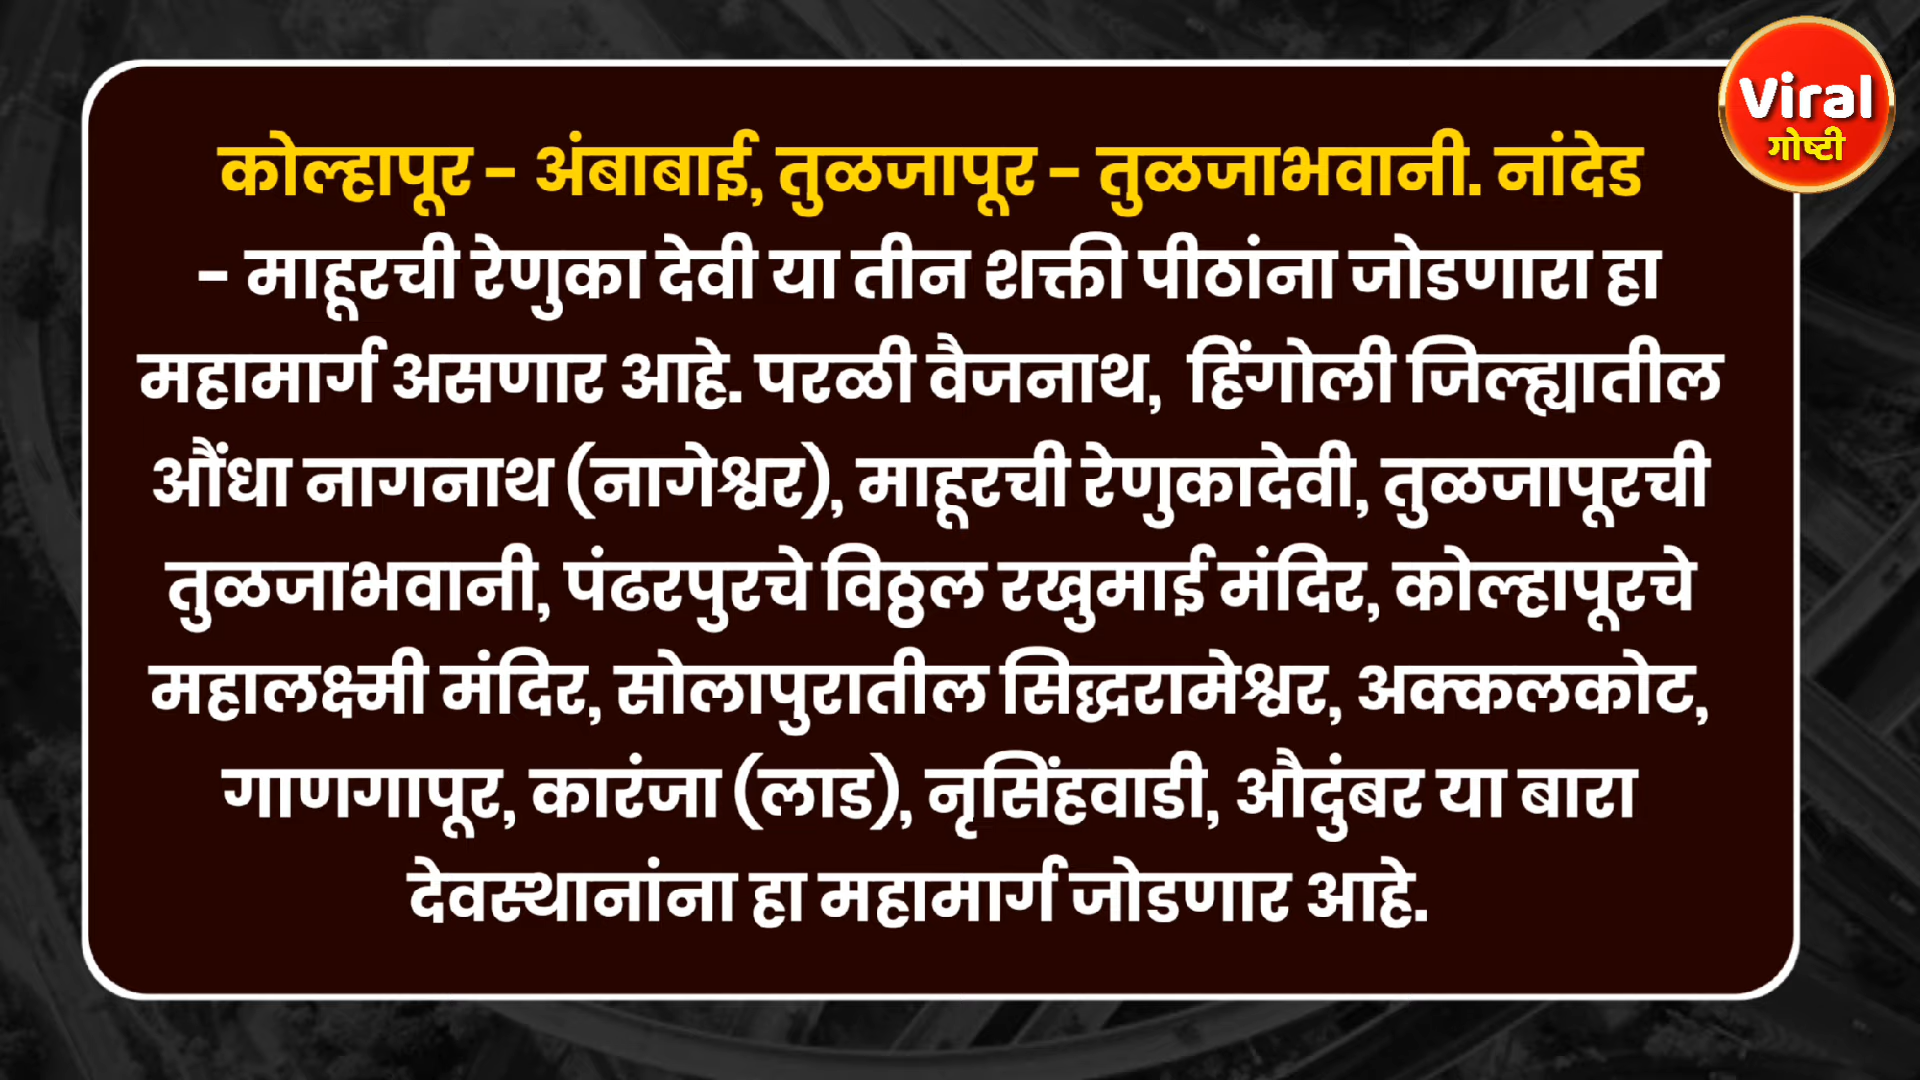 Viral
गोष्टी
कोल्हापूर - अंबाबाई, तुळजापूर - तुळजाभवानी. नांदेड
- माहूरची रेणुका देवी या तीन शक्ती पीठांना जोडणारा हा
महामार्ग असणार आहे. परळी वैजनाथ, हिंगोली जिल्ह्यातील
औंधा नागनाथ (नागेश्वर), माहूरची रेणुकादेवी, तुळजापूरची
तुळजाभवानी, पंढरपुरचे विठ्ठल रखुमाई मंदिर, कोल्हापूरचे
महालक्ष्मी मंदिर, सोलापुरातील सिद्धरामेश्वर, अक्कलकोट,
गाणगापूर, कारंजा (लाड), नृसिंहवाडी, औदुंबर या बारा
देवस्थानांना हा महामार्ग जोडणार आहे.